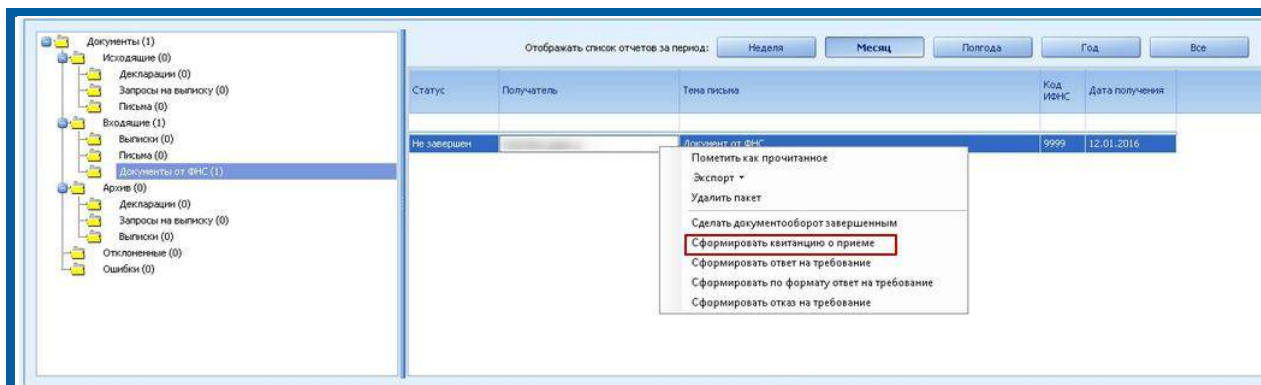 Документы (1)
Исходящие (0)
Декларации (0)
Запросы на выписку (0)
Письма (0)
Входящие (1)
Выписки (0)
Письма (0)
Документы от ФНС (1)
Архив (0)
Декларации (0)
Запросы на выписку (0)
Выписки (0)
Отклоненные (0)
Ошибки (0)
Отображать список отчетов за период: Неделя Месяц Полгода Год Все
Статус Получатель Тема письма Код ИФНС Дата получения
Не завершен Документ от ФНС 9999 12.01.2016
Пометить как прочитанное
Экспорт
Удалить пакет
Сделать документооборот завершенным
Сформировать квитанцию о приеме
Сформировать ответ на требование
Сформировать по формату ответ на требование
Сформировать отказ на требование